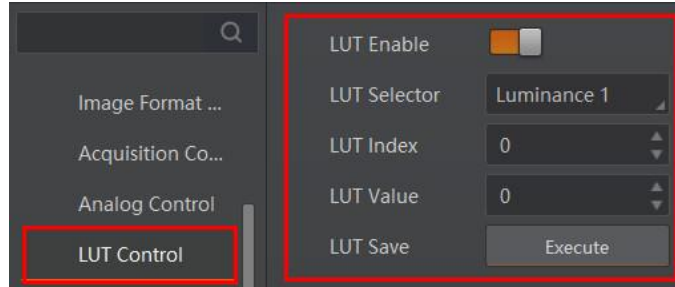 Image Format ...
Acquisition Co...
Analog Control
LUT Control
LUT Enable
LUT Selector Luminance 1
LUT Index 0
LUT Value 0
LUT Save Execute